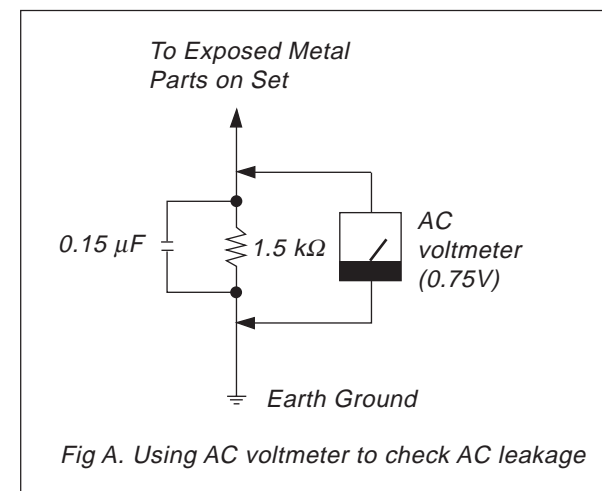 To Exposed Metal
Parts on Set
0.15 μF
1.5 kΩ
AC
voltmeter
(0.75V)
Earth Ground
Fig A. Using AC voltmeter to check AC leakage